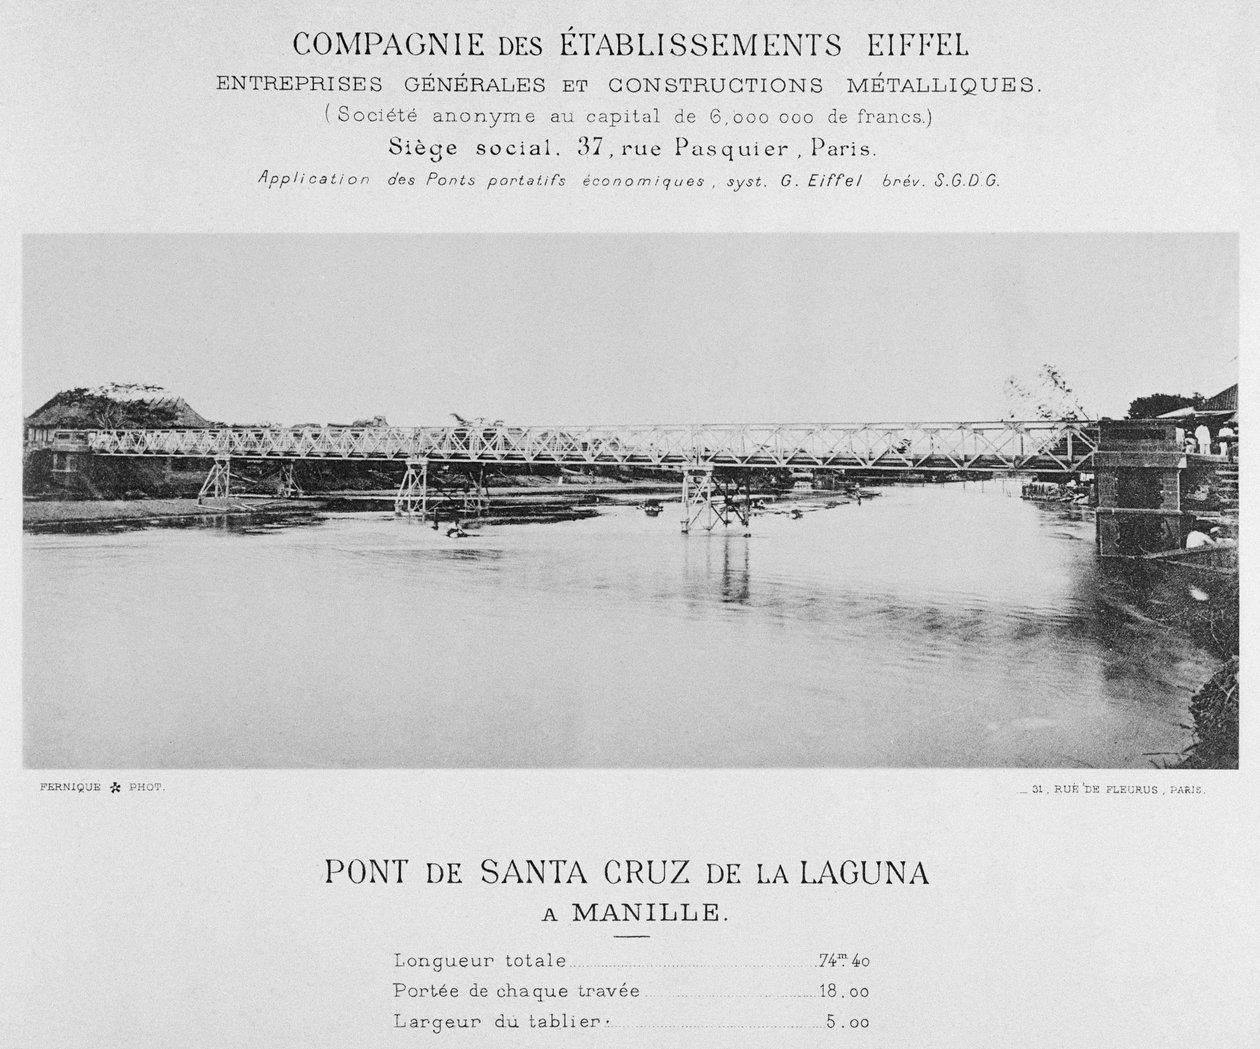 COMPAGNIE DES ÉTABLISSEMENTS EIFFEL
ENTREPRISES GÉNÉRALES ET CONSTRUCTIONS MÉTALLIQUES.
(Société anonyme au capital de 6,000 000 de francs.)
Siège social. 37, rue Pasquier, Paris.
Application des Ponts portatifs économiques, syst. G. Eiffel brév. S.G.D.G.
FERNIQUE * PHOT.
_ 31, RUE DE FLEURUS, PARIS.
PONT DE SANTA CRUZ DE LA LAGUNA
A MANILLE.
Longueur totale 74m.40
Portée de chaque travée 18.00
Largeur du tablier 5.00